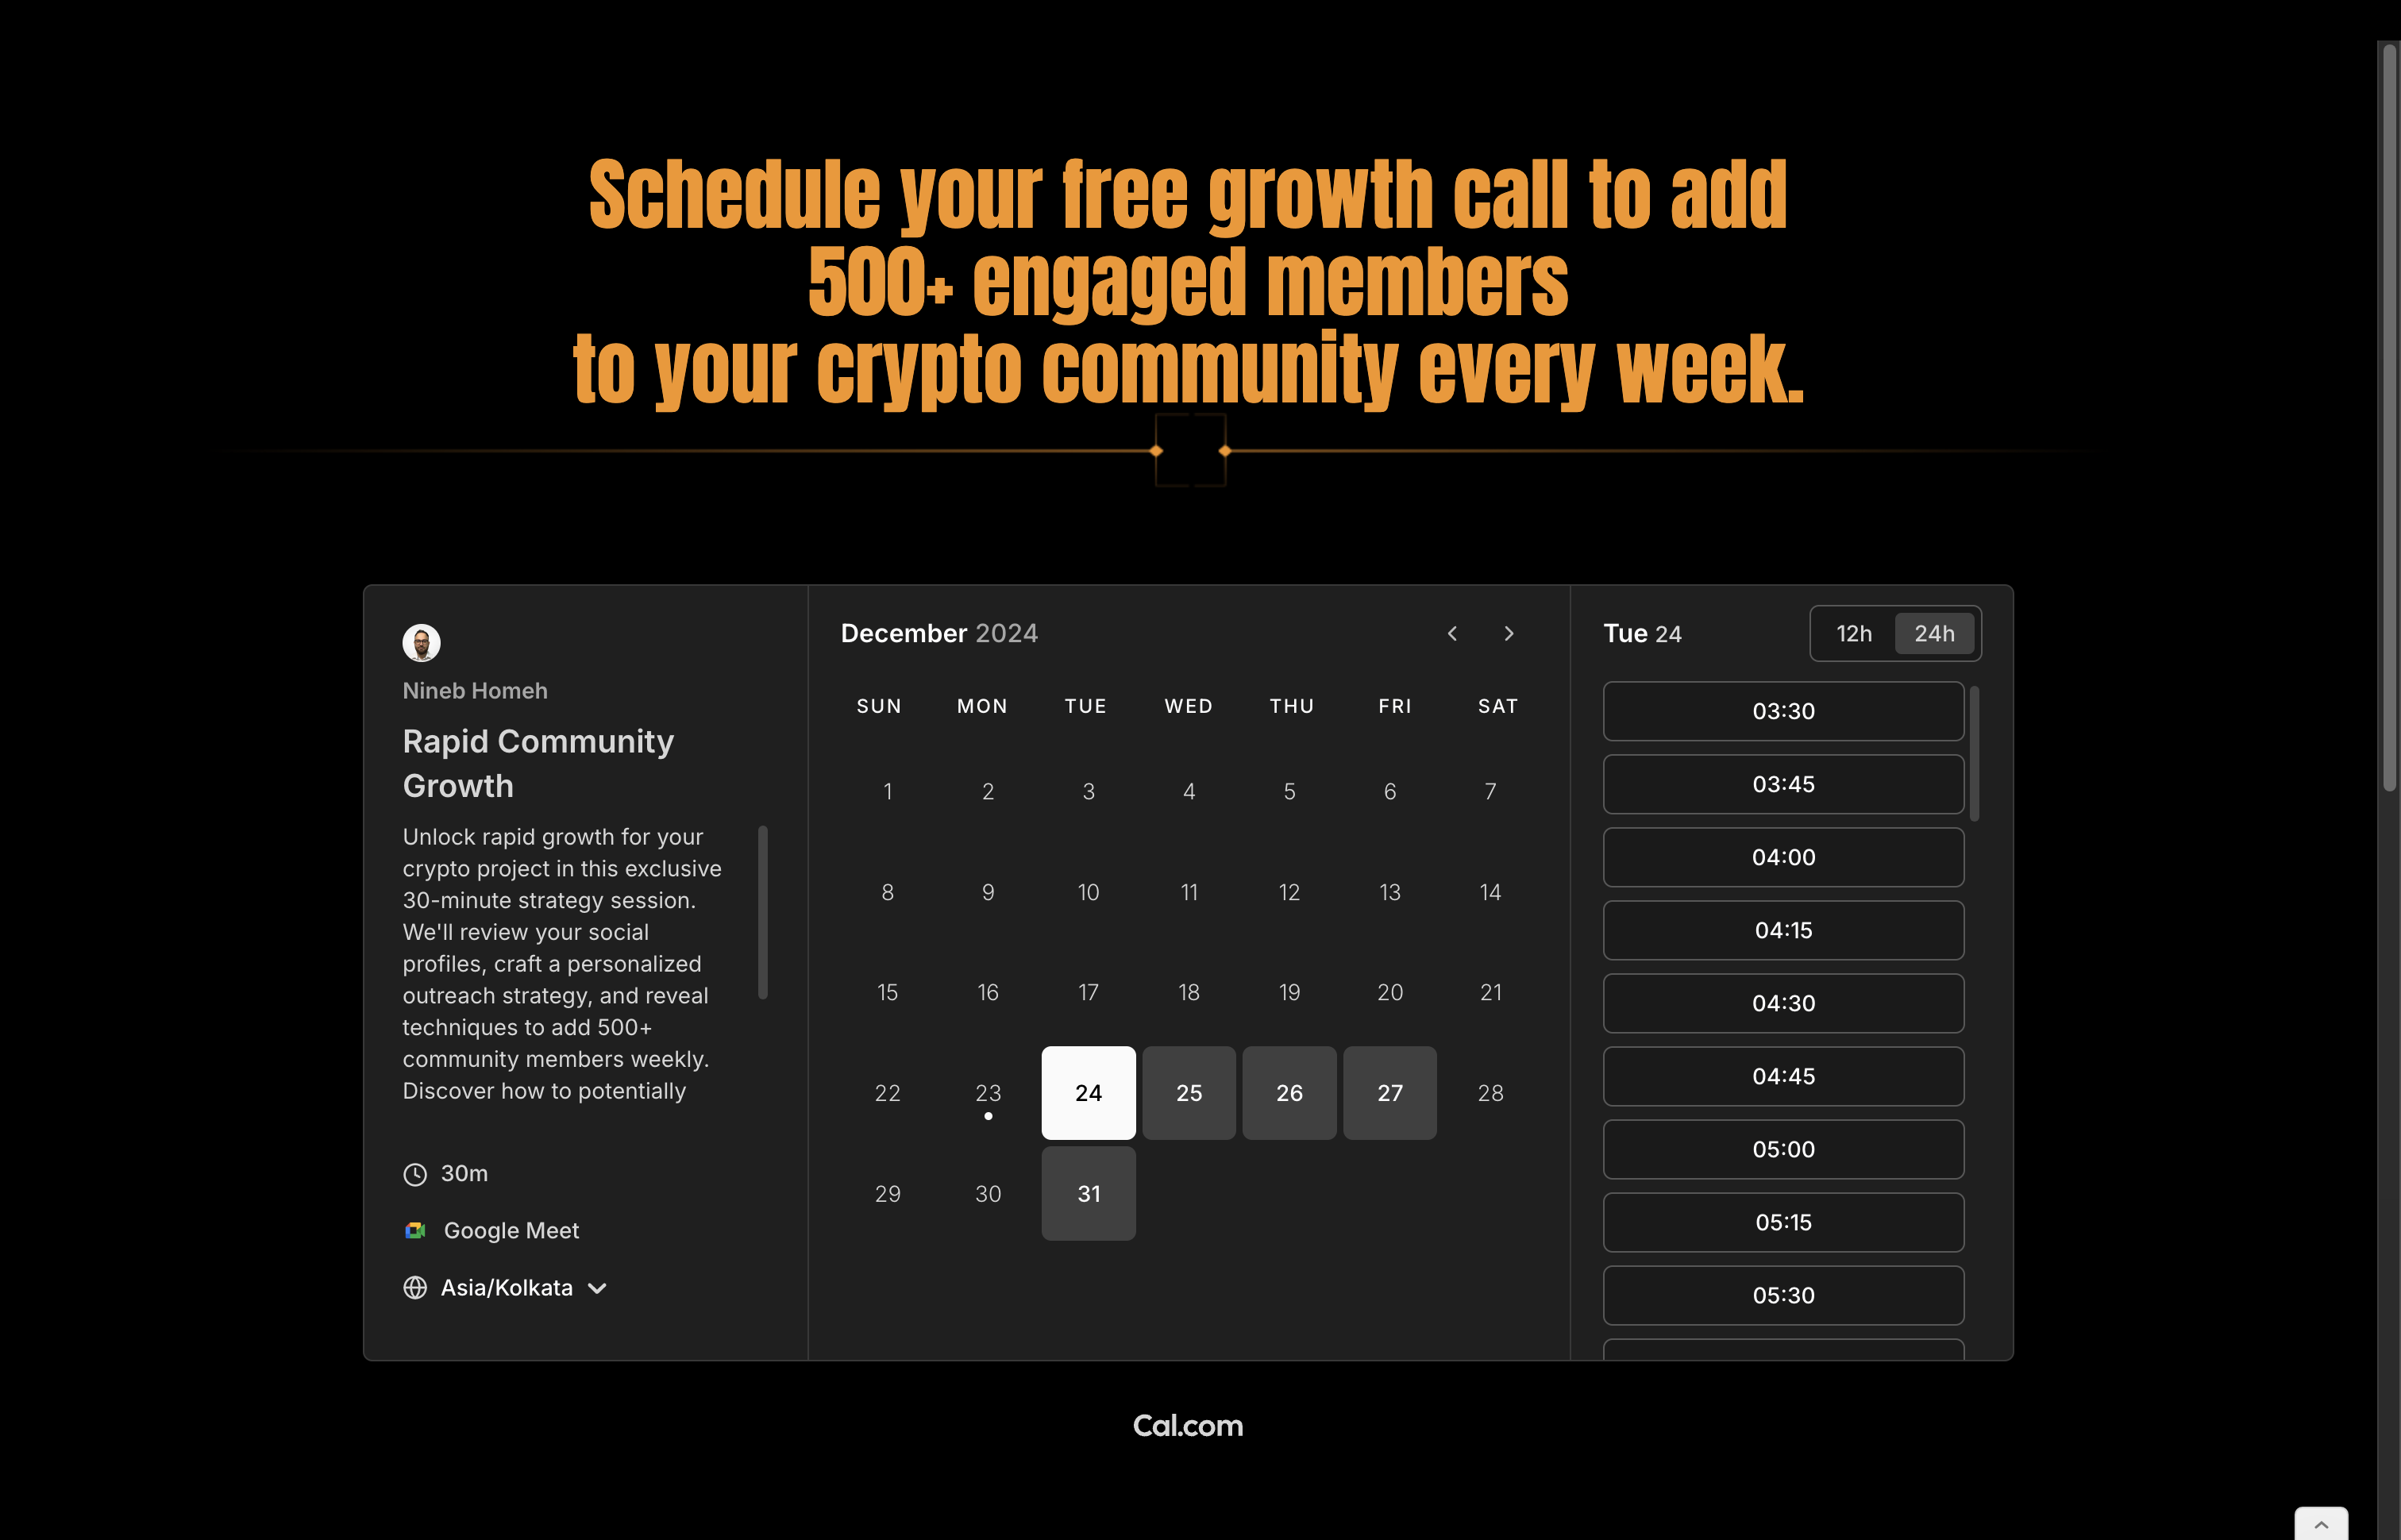 Schedule your free growth call to add
500+ engaged members
to your crypto community every week.
Nineb Homeh
Rapid Community
Growth
Unlock rapid growth for your
crypto project in this exclusive
30-minute strategy session.
We'll review your social
profiles, craft a personalized
outreach strategy, and reveal
techniques to add 500+
community members weekly.
Discover how to potentially
30m
Google Meet
Asia/Kolkata
December 2024
SUN MON TUE WED THU FRI SAT
1 2 3 4 5 6 7
8 9 10 11 12 13 14
15 16 17 18 19 20 21
22 23 24 25 26 27 28
29 30 31
Tue 24 12h 24h
03:30
03:45
04:00
04:15
04:30
04:45
05:00
05:15
05:30
Cal.com